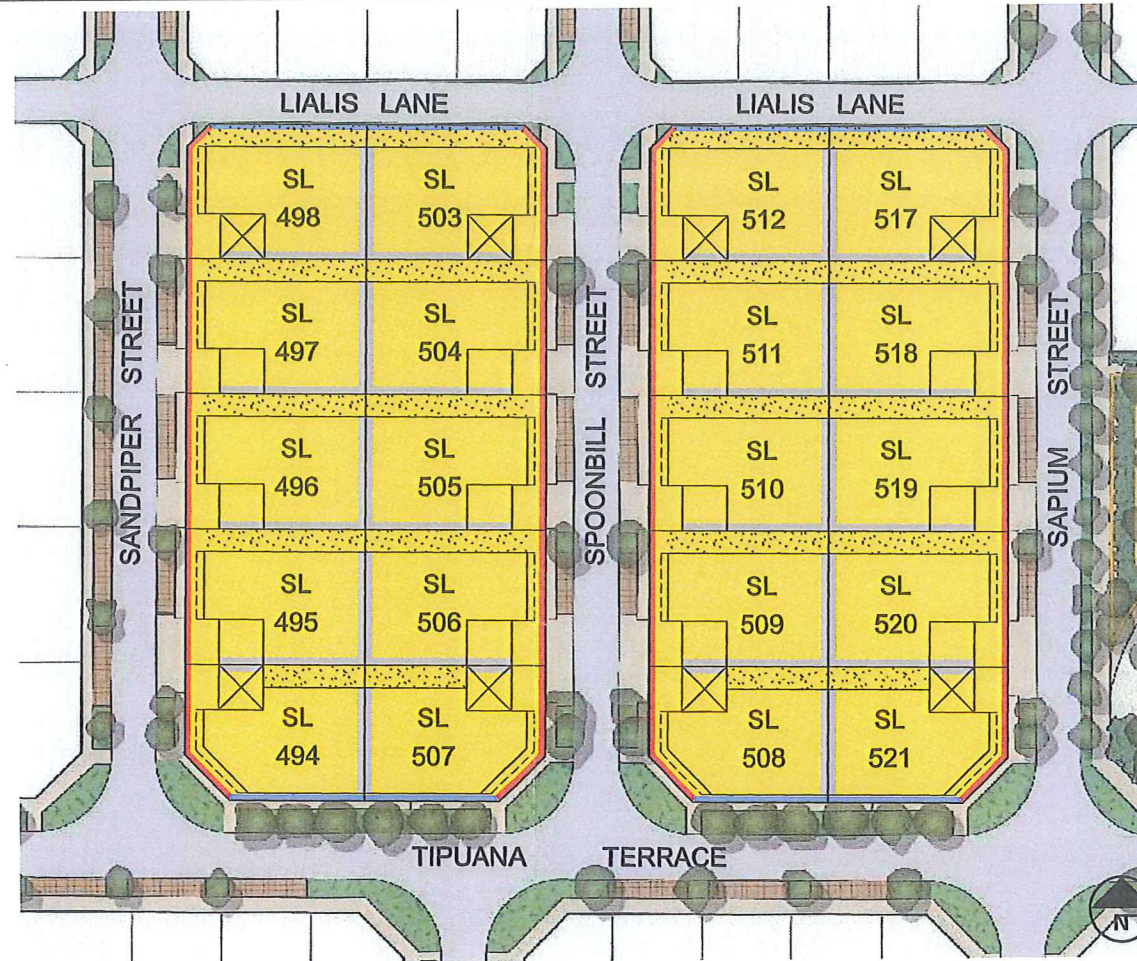 LIALIS LANE
LIALIS LANE
SL
498
SL
503
SL
512
SL
517
SL
497
SL
504
SL
511
SL
518
SL
496
SL
505
SL
510
SL
519
SL
495
SL
506
SL
509
SL
520
SL
494
SL
507
SL
508
SL
521
SANDPIPER STREET
SPOONBILL STREET
SAPIUM STREET
TIPUANA TERRACE
N